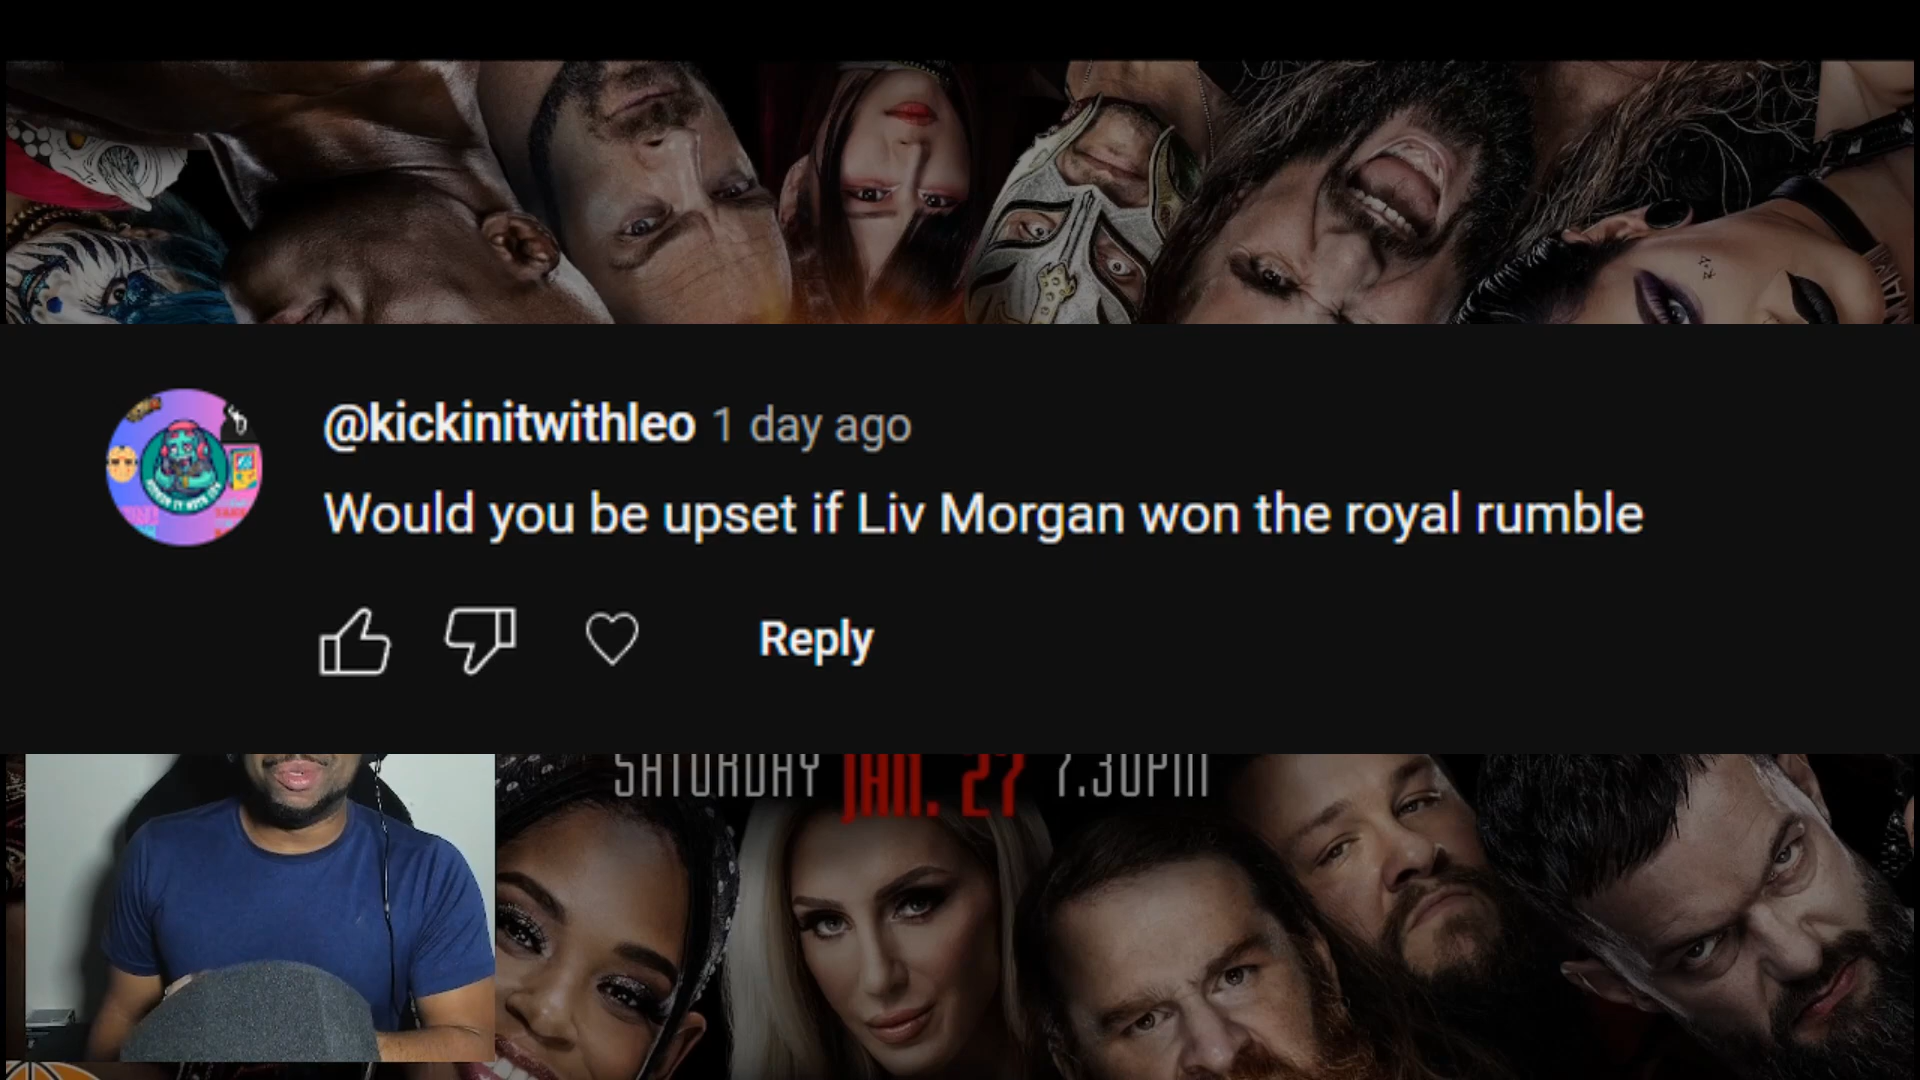 @kickinitwithleo 1 day ago
Would you be upset if Liv Morgan won the royal rumble
Reply
SATURDAY JAN. 27 7.30PM